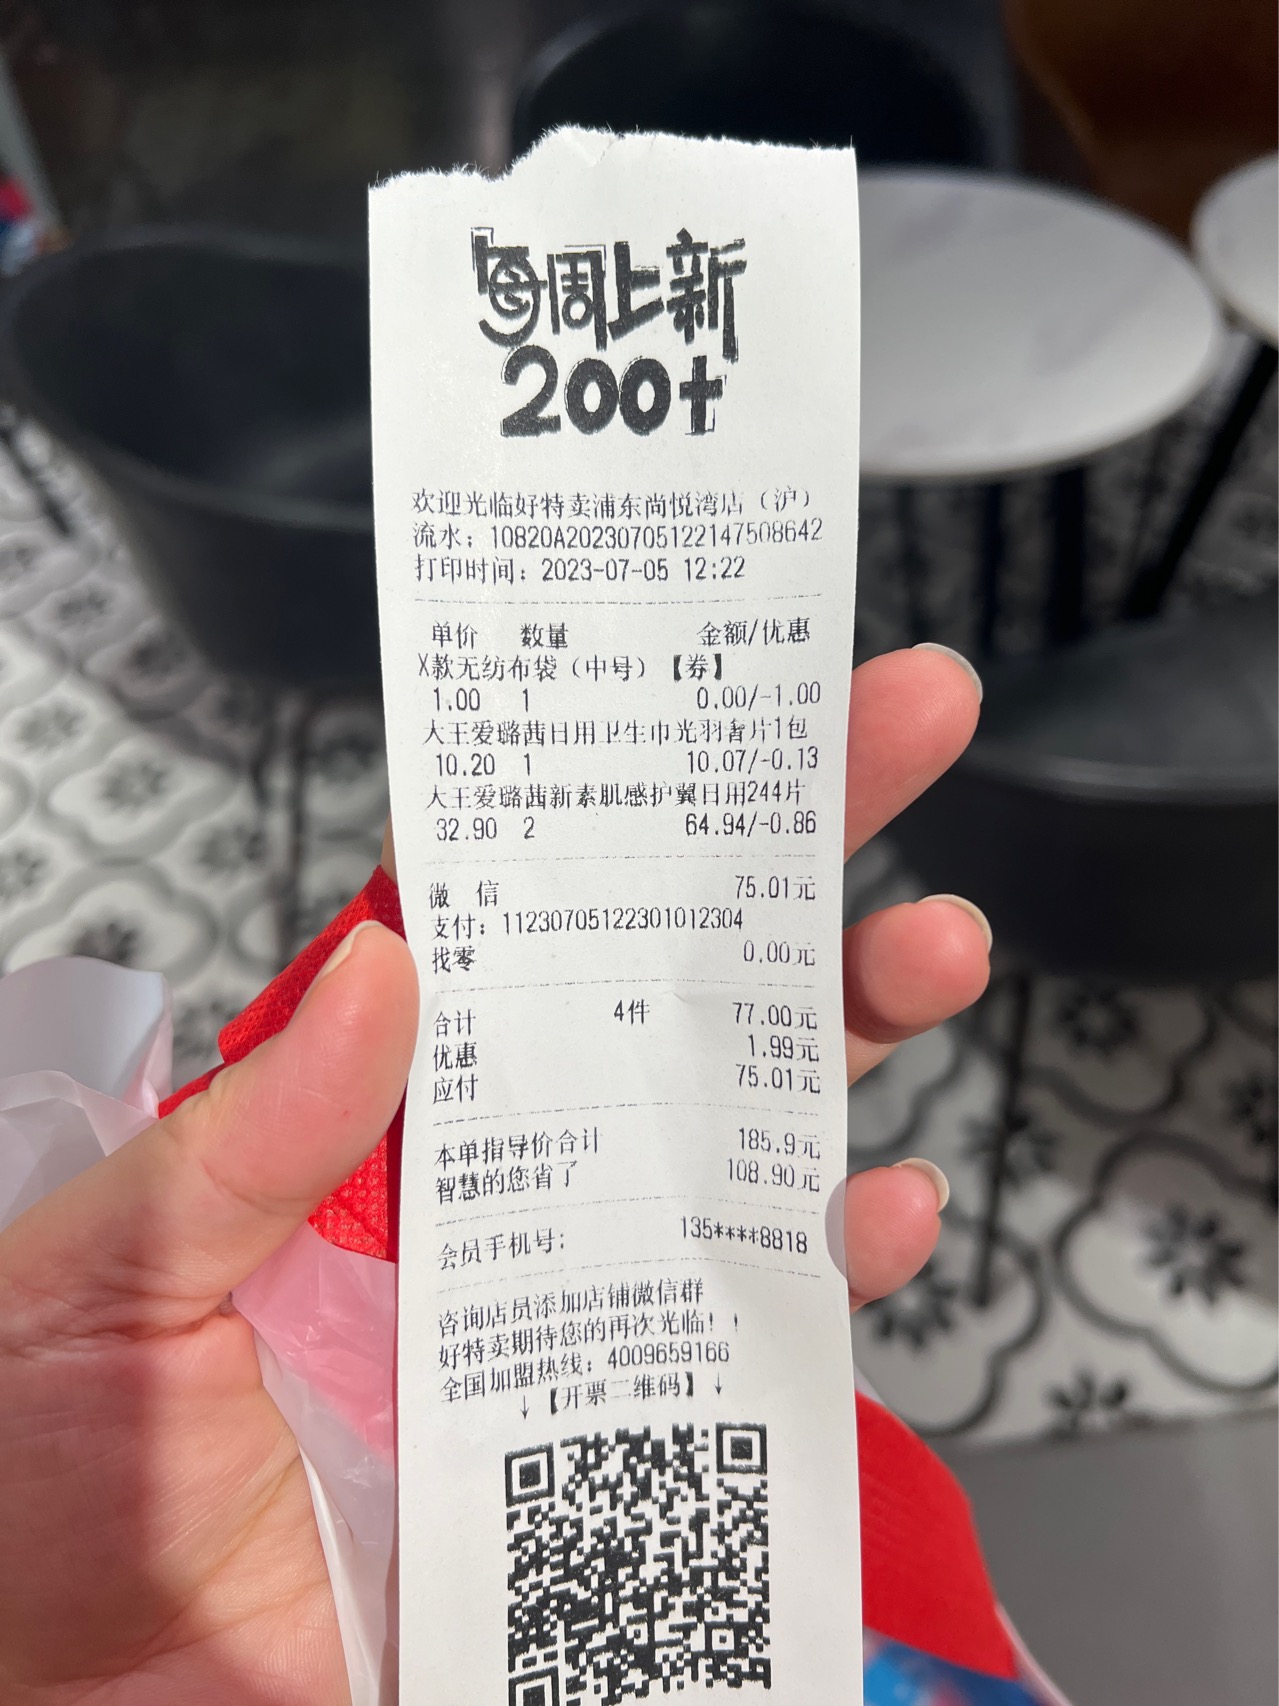 每周上新
200+
欢迎光临好特卖浦东尚悦湾店（沪）
流水：10820A20230705122147508642
打印时间：2023-07-05 12:22
单价 数量 金额/优惠
X款无纺布袋（中号）【券】
1.00 1 0.00/-1.00
大王爱璐茜日用卫生巾光羽奢片1包
10.20 1 10.07/-0.13
大王爱璐茜新素肌感护翼日用244片
32.90 2 64.94/-0.86
微 信 75.01元
支付：11230705122301012304
找零 0.00元
合计 4件 77.00元
优惠 1.99元
应付 75.01元
本单指导价合计 185.9元
智慧的您省了 108.90元
会员手机号： 135****8818
咨询店员添加店铺微信群
好特卖期待您的再次光临！！
全国加盟热线：4009659166
↓【开票二维码】↓